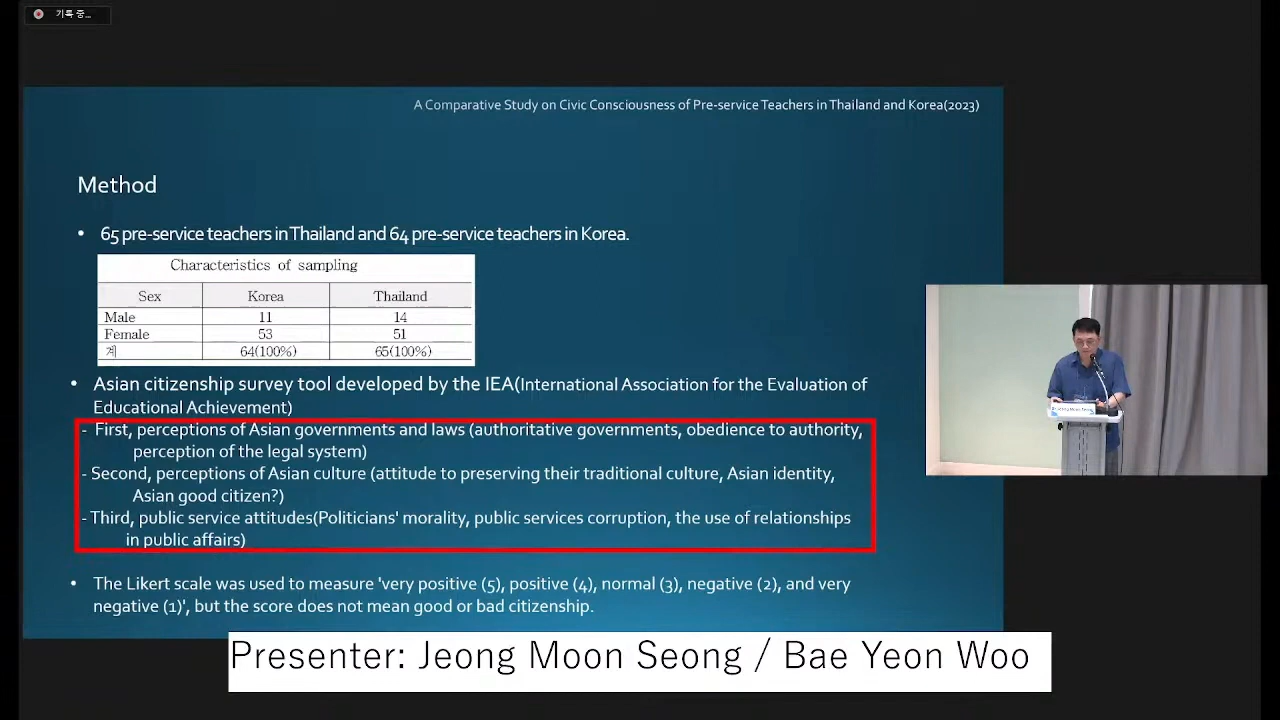 기록 중...
A Comparative Study on Civic Consciousness of Pre-service Teachers in Thailand and Korea(2023)
Method
• 65 pre-service teachers in Thailand and 64 pre-service teachers in Korea.
Characteristics of sampling
Sex Korea Thailand
Male 11 14
Female 53 51
계 64(100%) 65(100%)
• Asian citizenship survey tool developed by the IEA(International Association for the Evaluation of
Educational Achievement)
- First, perceptions of Asian governments and laws (authoritative governments, obedience to authority,
perception of the legal system)
- Second, perceptions of Asian culture (attitude to preserving their traditional culture, Asian identity,
Asian good citizen?)
- Third, public service attitudes(Politicians' morality, public services corruption, the use of relationships
in public affairs)
• The Likert scale was used to measure 'very positive (5), positive (4), normal (3), negative (2), and very
negative (1)', but the score does not mean good or bad citizenship.
Presenter: Jeong Moon Seong / Bae Yeon Woo